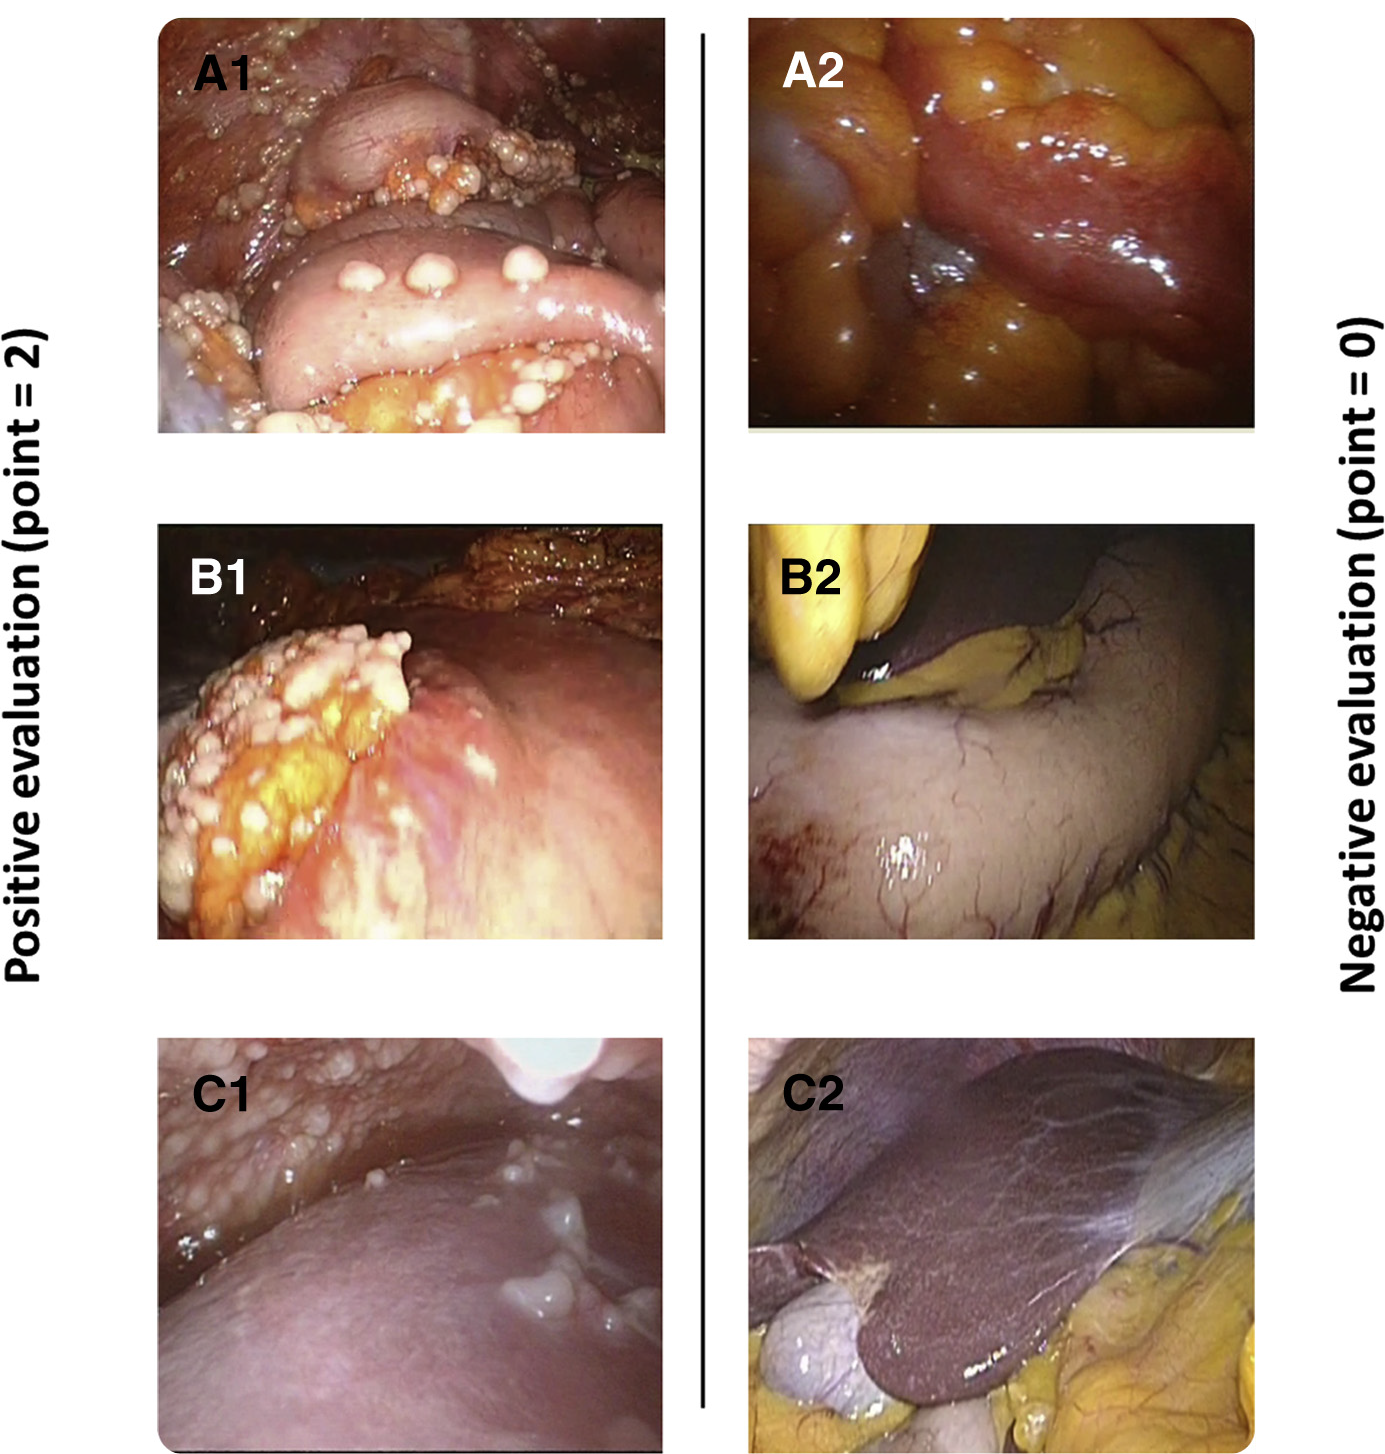 Positive evaluation (point = 2)
A1
A2
B1
B2
C1
C2
Negative evaluation (point = 0)